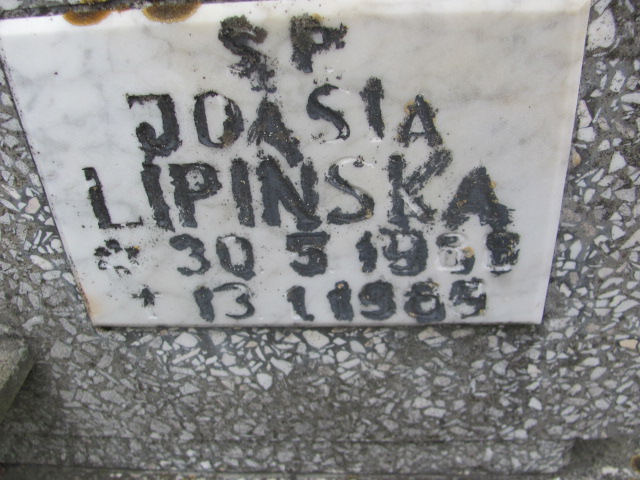 SP
JOASIA
LIPINSKA
* 30 5
† 13 1 1985